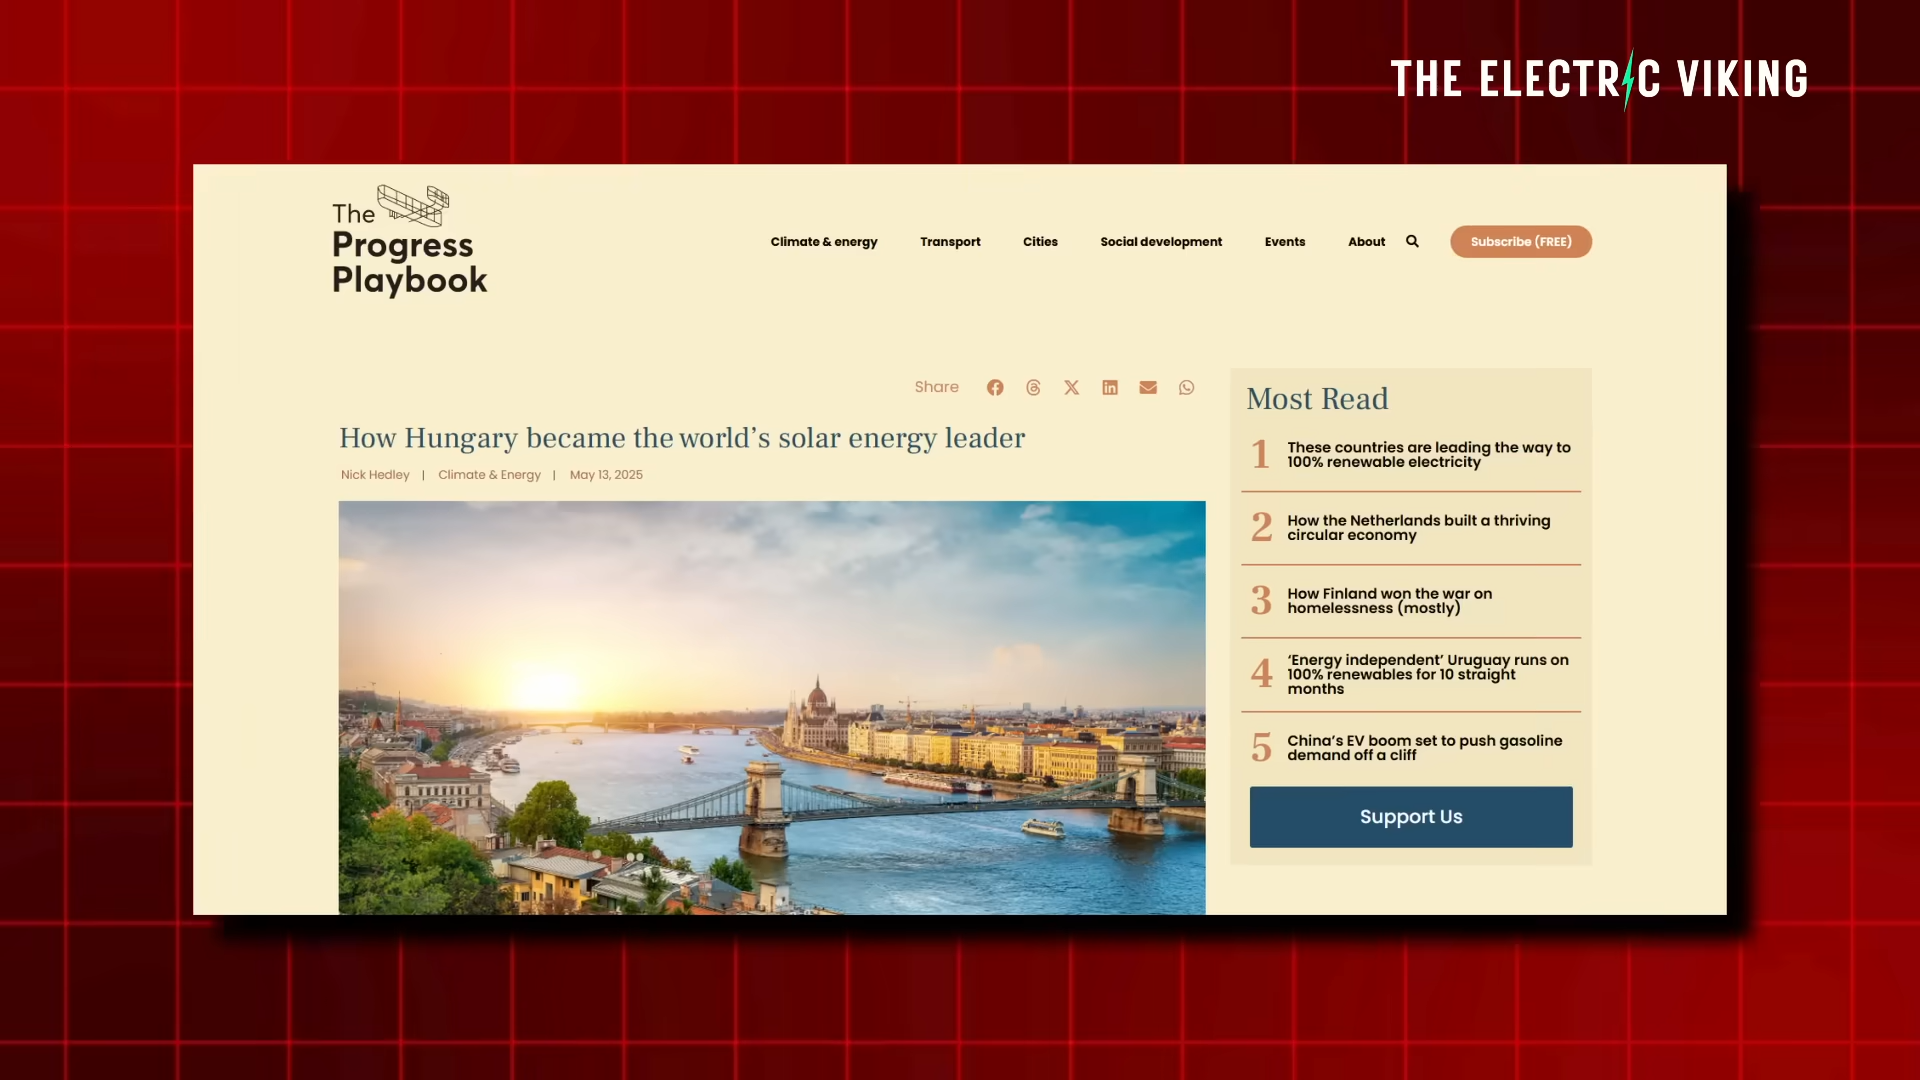 THE ELECTRIC VIKING
The
Progress
Playbook
Climate & energy
Transport
Cities
Social development
Events
About
Subscribe (FREE)
Share
How Hungary became the world's solar energy leader
Nick Hedley | Climate & Energy | May 13, 2025
Most Read
1 These countries are leading the way to
100% renewable electricity
2 How the Netherlands built a thriving
circular economy
3 How Finland won the war on
homelessness (mostly)
4 ‘Energy independent’ Uruguay runs on
100% renewables for 10 straight
months
5 China’s EV boom set to push gasoline
demand off a cliff
Support Us